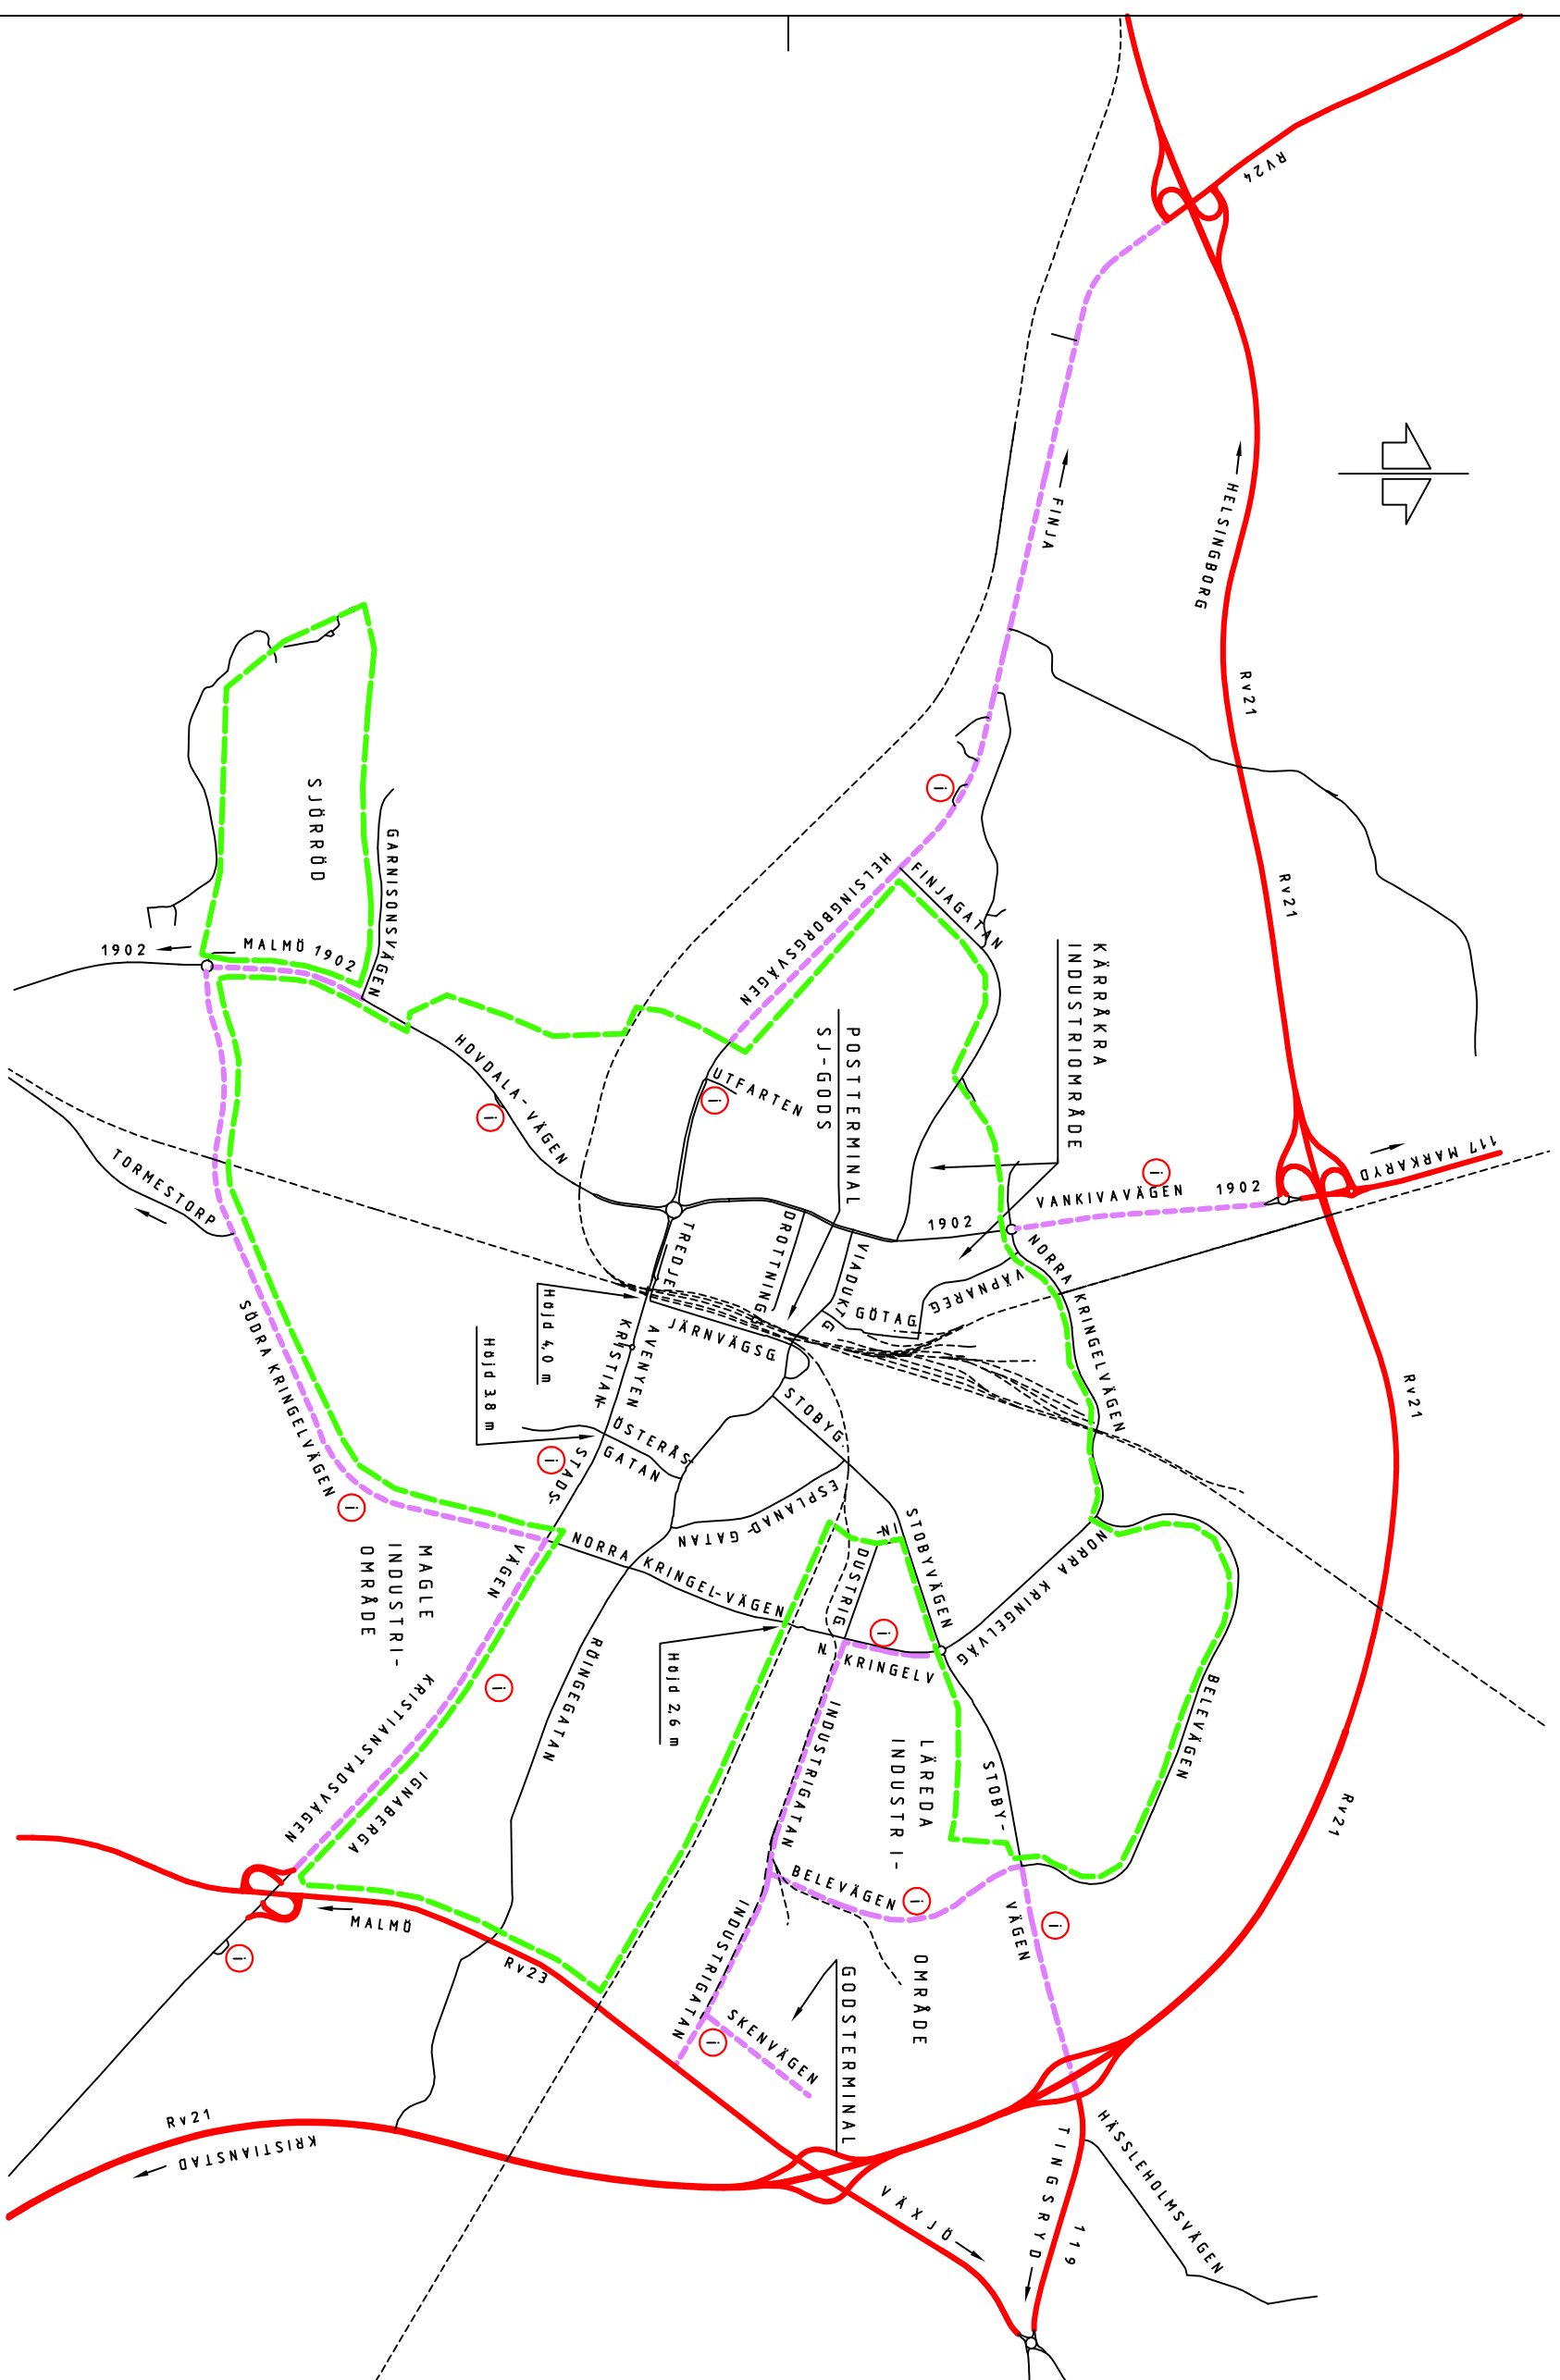 Rv24
HELSINGBORG
FINJA
Rv21
Rv21
SJÖRRÖD
GARNISONSVÄGEN
1902
MALMÖ 1902
HELSINGBORGSVÄGEN
FINJAGATAN
KÄRRÅKRA
INDUSTRIOMRÅDE
POSTTERMINAL
SJ-GODS
UTFARTEN
HOVDALA-VÄGEN
TORMESTORP
117 MARKARYD
VANKIVAVÄGEN 1902
1902
NORRA KRINGELVÄGEN
VÄPNAREG
GÖTAG
VIADUKTG
DROTTNINGG
TREDJE
AVENYEN
JÄRNVÄGSG
Höjd 4,0 m
Höjd 3,8 m
KRISTIAN-
STADS-
VÄGEN
ÖSTERÅS-
GATAN
STOBYG
ESPLANAD-GATAN
SÖDRA KRINGELVÄGEN
Rv21
MAGLE
INDUSTRI-
OMRÅDE
NORRA KRINGEL-VÄGEN
IN-
DUSTRIG
STOBYVÄGEN
NORRA KRINGELVÄG
N. KRINGELV
BELEVÄGEN
Höjd 2,6 m
RÖINGEGATAN
KRISTIANSTADSVÄGEN
IGNABERGA
INDUSTRIGATAN
LÄREDA
INDUSTRI-
OMRÅDE
STOBY-
VÄGEN
BELEVÄGEN
Rv21
MALMÖ
Rv23
INDUSTRIGATAN
SKENVÄGEN
GODSTERMINAL
Rv21
KRISTIANSTAD
VÄXJÖ
TINGSRYD
119
HÄSSLEHOLMSVÄGEN
i
i
i
i
i
i
i
i
i
i
i
i
i